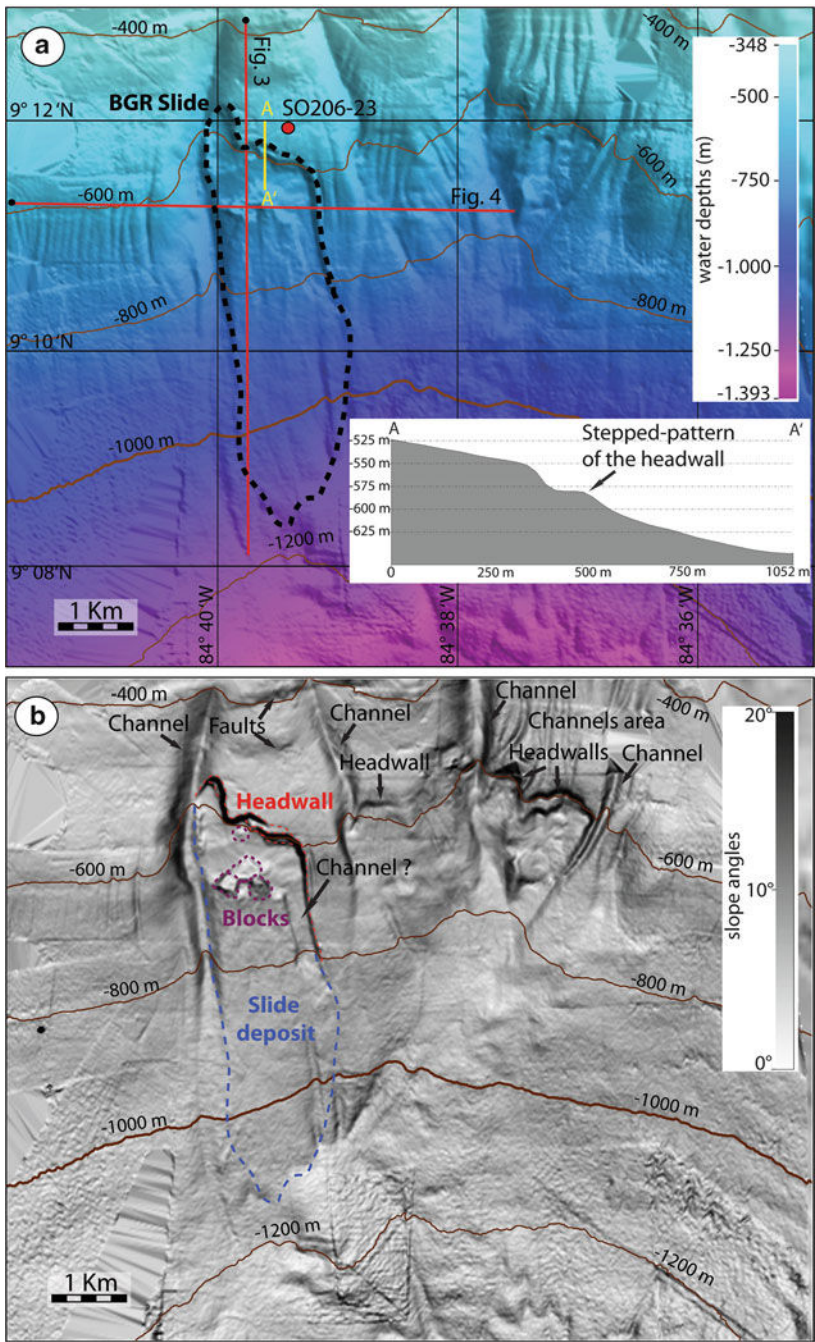 a
-400 m
-400 m
-348
-500
-750
-1.000
-1.250
-1.393
water depths (m)
Fig. 3
9° 12 ‘N
BGR Slide
A
SO206-23
A’
-600 m
-600 m
Fig. 4
-800 m
-800 m
9° 10 ‘N
-1000 m
A
A’
Stepped-pattern
of the headwall
-525 m
-550 m
-575 m
-600 m
-625 m
0
250 m
500 m
750 m
1052 m
-1200 m
9° 08 ‘N
1 Km
84° 40 ‘W
84° 38 ‘W
84° 36 ‘W
b
-400 m
-400 m
Channel
Faults
Channel
Channel
Channels area
Headwall
Headwalls
Channel
20°
10°
0°
slope angles
Headwall
-600 m
-600 m
Channel ?
Blocks
-800 m
-800 m
Slide
deposit
-1000 m
-1000 m
-1200 m
-1200 m
1 Km